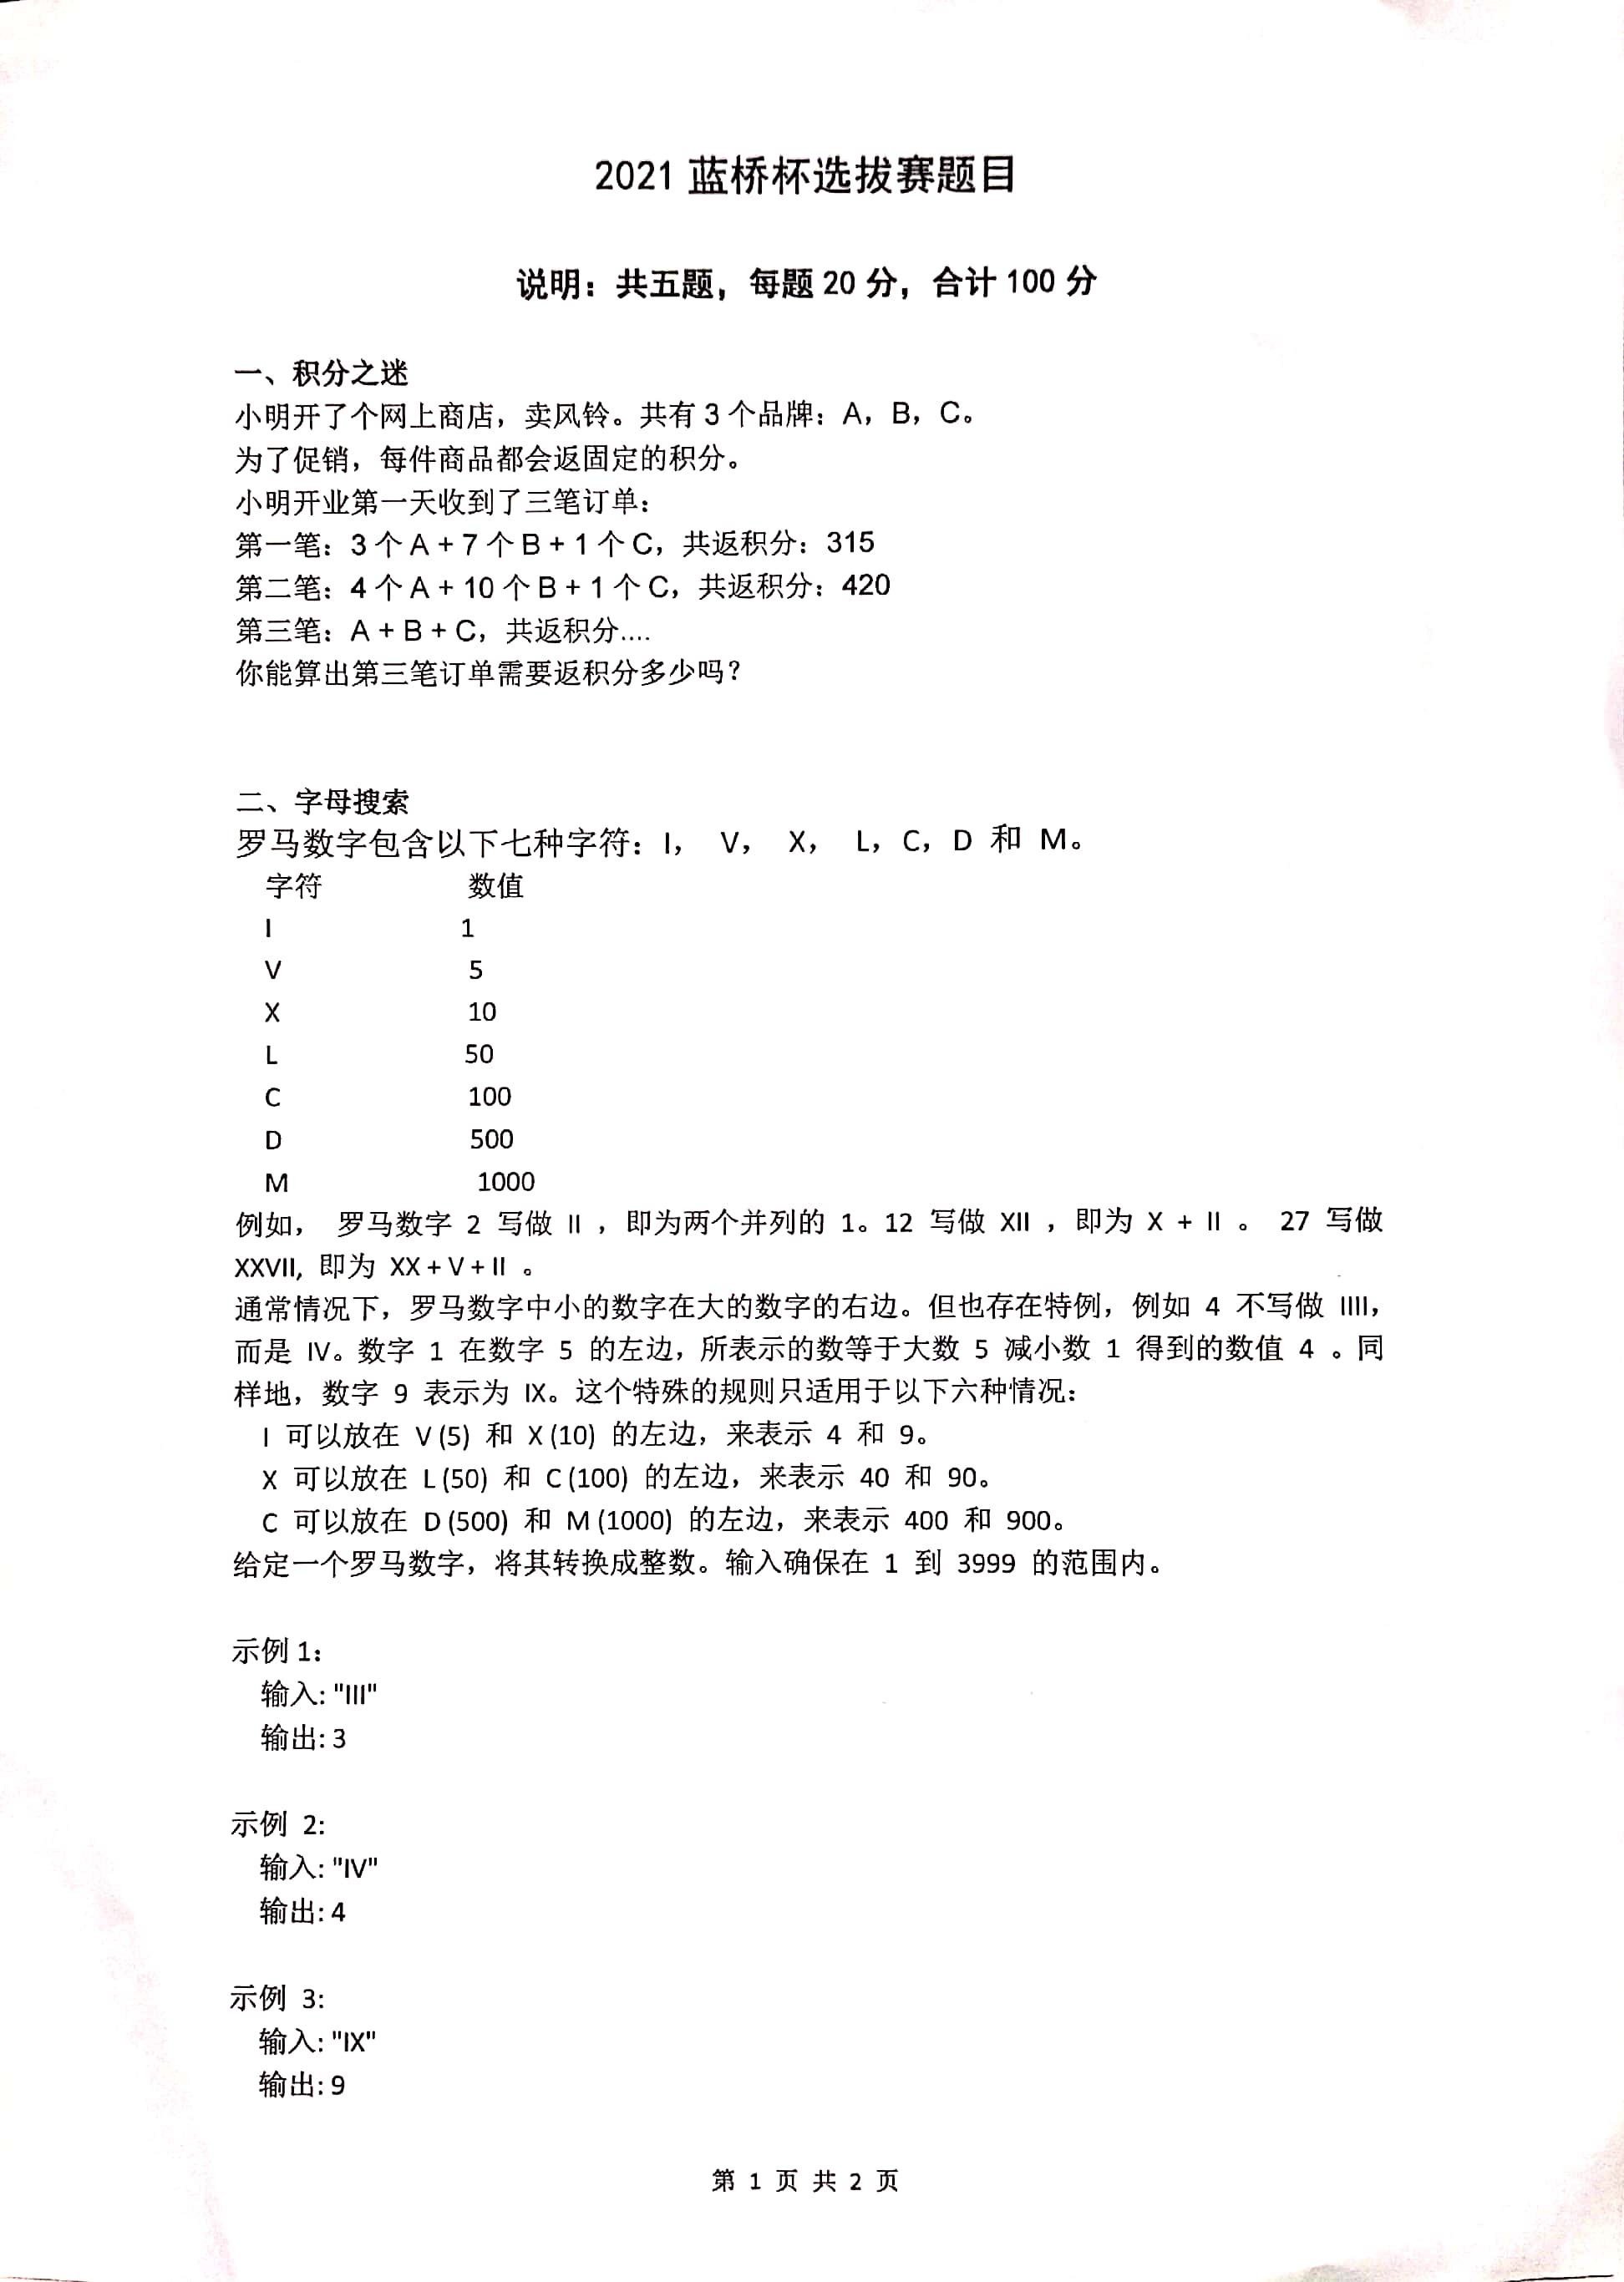 2021 蓝桥杯选拔赛题目
说明：共五题，每题 20 分，合计 100 分
一、积分之迷
小明开了个网上商店，卖风铃。共有 3 个品牌：A，B，C。
为了促销，每件商品都会返固定的积分。
小明开业第一天收到了三笔订单：
第一笔：3 个 A + 7 个 B + 1 个 C，共返积分：315
第二笔：4 个 A + 10 个 B + 1 个 C，共返积分：420
第三笔：A + B + C，共返积分....
你能算出第三笔订单需要返积分多少吗？
二、字母搜索
罗马数字包含以下七种字符：I， V， X， L，C，D 和 M。
字符 数值
I 1
V 5
X 10
L 50
C 100
D 500
M 1000
例如， 罗马数字 2 写做 II ，即为两个并列的 1。12 写做 XII ，即为 X + II 。 27 写做
XXVII, 即为 XX + V + II 。
通常情况下，罗马数字中小的数字在大的数字的右边。但也存在特例，例如 4 不写做 IIII，
而是 IV。数字 1 在数字 5 的左边，所表示的数等于大数 5 减小数 1 得到的数值 4 。同
样地，数字 9 表示为 IX。这个特殊的规则只适用于以下六种情况：
I 可以放在 V (5) 和 X (10) 的左边，来表示 4 和 9。
X 可以放在 L (50) 和 C (100) 的左边，来表示 40 和 90。
C 可以放在 D (500) 和 M (1000) 的左边，来表示 400 和 900。
给定一个罗马数字，将其转换成整数。输入确保在 1 到 3999 的范围内。
示例 1：
输入: "III"
输出: 3
示例 2:
输入: "IV"
输出: 4
示例 3:
输入: "IX"
输出: 9
第 1 页 共 2 页